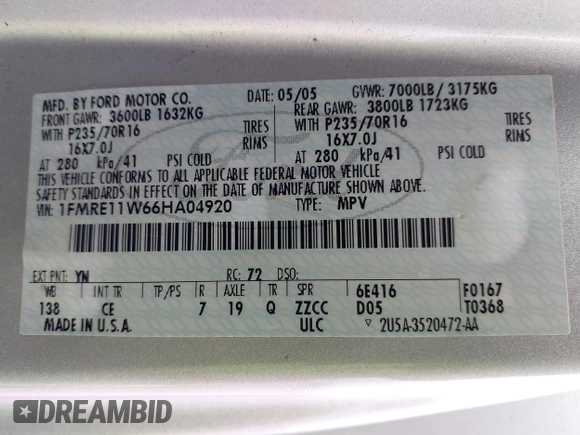 MFD. BY FORD MOTOR CO. DATE: 05/05 GVWR: 7000LB/ 3175KG
FRONT GAWR: 3600LB 1632KG REAR GAWR: 3800LB 1723KG
WITH P235/70R16 TIRES WITH P235/70R16 TIRES
16X7.0J RIMS 16X7.0J RIMS
AT 280 kPa/41 PSI COLD AT 280 kPa/41 PSI COLD
THIS VEHICLE CONFORMS TO ALL APPLICABLE FEDERAL MOTOR VEHICLE
SAFETY STANDARDS IN EFFECT ON THE DATE OF MANUFACTURE SHOWN ABOVE.
VIN: 1FMRE11W66HA04920 TYPE: MPV
EXT PNT: YN RC: 72 DSO:
WB INT TR TP/PS R AXLE TR SPR 6E416 F0167
138 CE 7 19 Q ZZCC D05 T0368
MADE IN U.S.A. ULC ▽ 2U5A-3520472-AA
DREAMBID